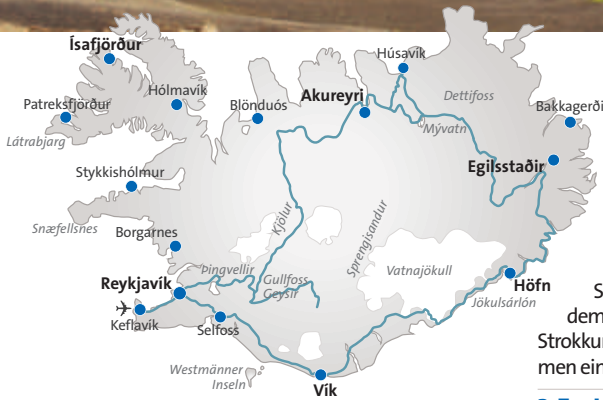 Ísafjörður
Húsavík
Patreksfjörður
Hólmavík
Blönduós
Akureyri
Dettifoss
Bakkagerði
Látrabjarg
Mývatn
Egilsstaðir
Stykkishólmur
Snæfellsnes
Borgarnes
Kjölur
Sprengisandur
Þingvellir
Gullfoss
Geysir
Vatnajökull
Reykjavík
Keflavík
Selfoss
Höfn
Jökulsárlón
Westmänner
Inseln
Vík
S
dem
Strokkur
men ein